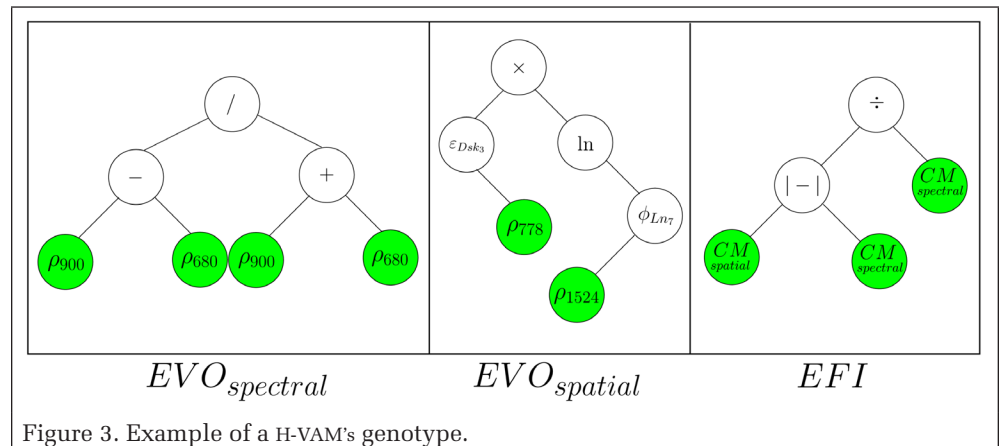 /
− +
ρ900 ρ680 ρ900 ρ680
×
εDsk3 ln
ρ778 ϕLn7
ρ1524
÷
|−| CM spectral
CM spatial CM spectral
EVOspectral EVOspatial EFI
Figure 3. Example of a H-VAM's genotype.